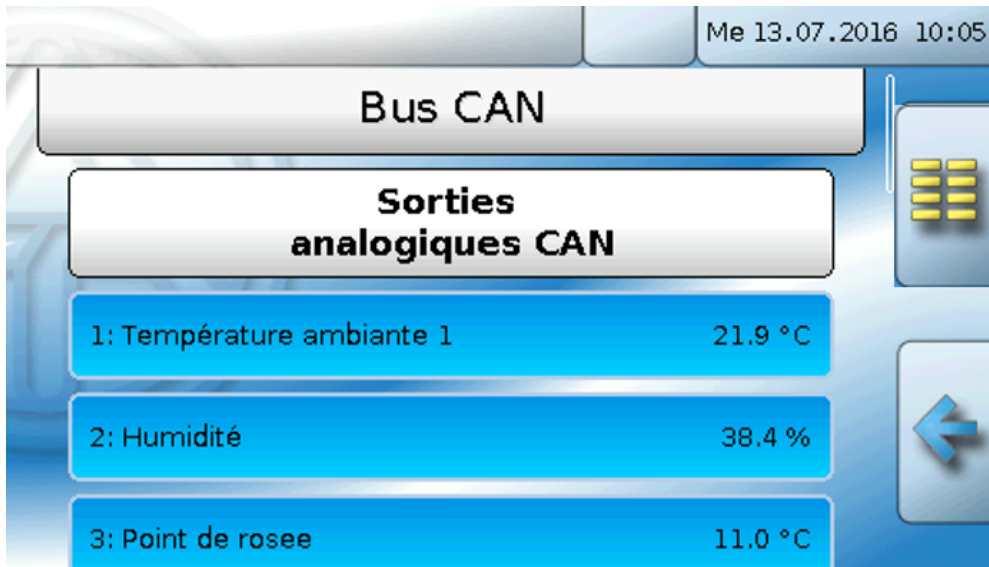 Me 13.07.2016 10:05
Bus CAN
Sorties
analogiques CAN
1: Température ambiante 1 21.9 °C
2: Humidité 38.4 %
3: Point de rosee 11.0 °C